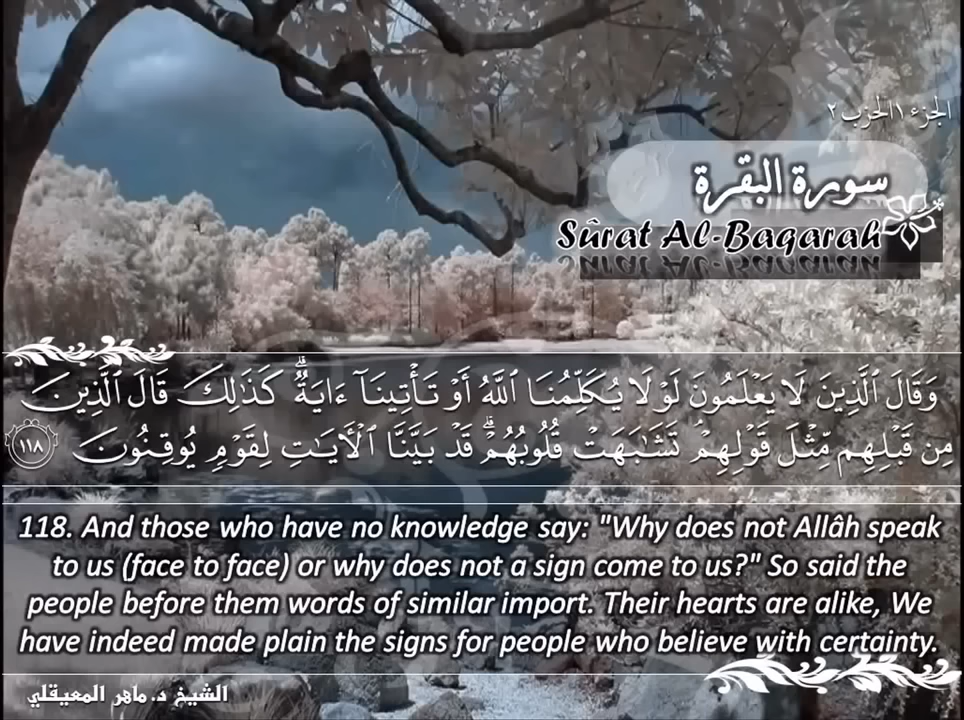 الجزء ١ الحزب ٢
سورة البقرة
Sûrat Al-Baqarah
وَقَالَ ٱلَّذِينَ لَا يَعْلَمُونَ لَوْلَا يُكَلِّمُنَا ٱللَّهُ أَوْ تَأْتِينَآ ءَايَةٌۗ كَذَٰلِكَ قَالَ ٱلَّذِينَ
مِن قَبْلِهِم مِّثْلَ قَوْلِهِمْۘ تَشَٰبَهَتْ قُلُوبُهُمْۗ قَدْ بَيَّنَّا ٱلْأٓيَٰتِ لِقَوْمٍ يُوقِنُونَ ١١٨
118. And those who have no knowledge say: "Why does not Allâh speak
to us (face to face) or why does not a sign come to us?" So said the
people before them words of similar import. Their hearts are alike, We
have indeed made plain the signs for people who believe with certainty.
الشيخ د. ماهر المعيقلي